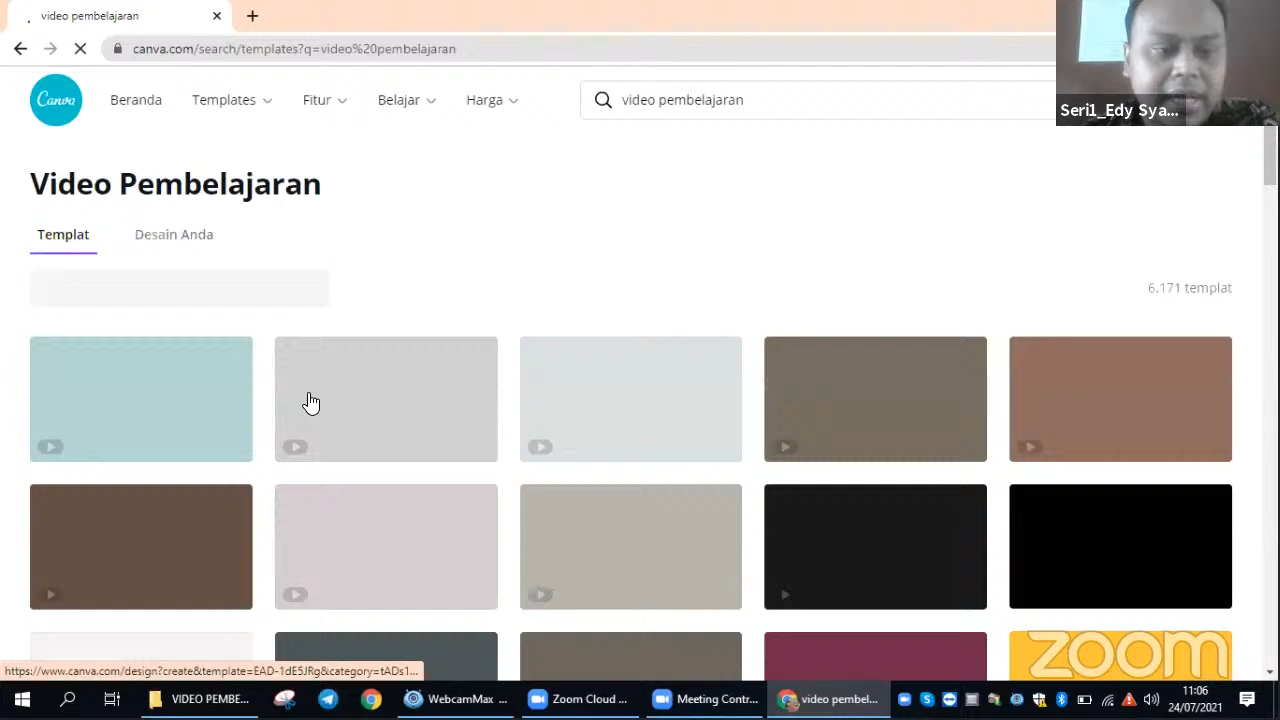 video pembelajaran
canva.com/search/templates?q=video%20pembelajaran
Canva
Beranda
Templates
Fitur
Belajar
Harga
video pembelajaran
Seri1_Edy Sya...
Video Pembelajaran
Templat
Desain Anda
6.171 templat
zoom
https://www.canva.com/design?create&template=EAD-1dE5JRg&category=tADs1...
VIDEO PEMBE...
WebcamMax ...
Zoom Cloud ...
Meeting Contr...
video pembel...
11:06
24/07/2021